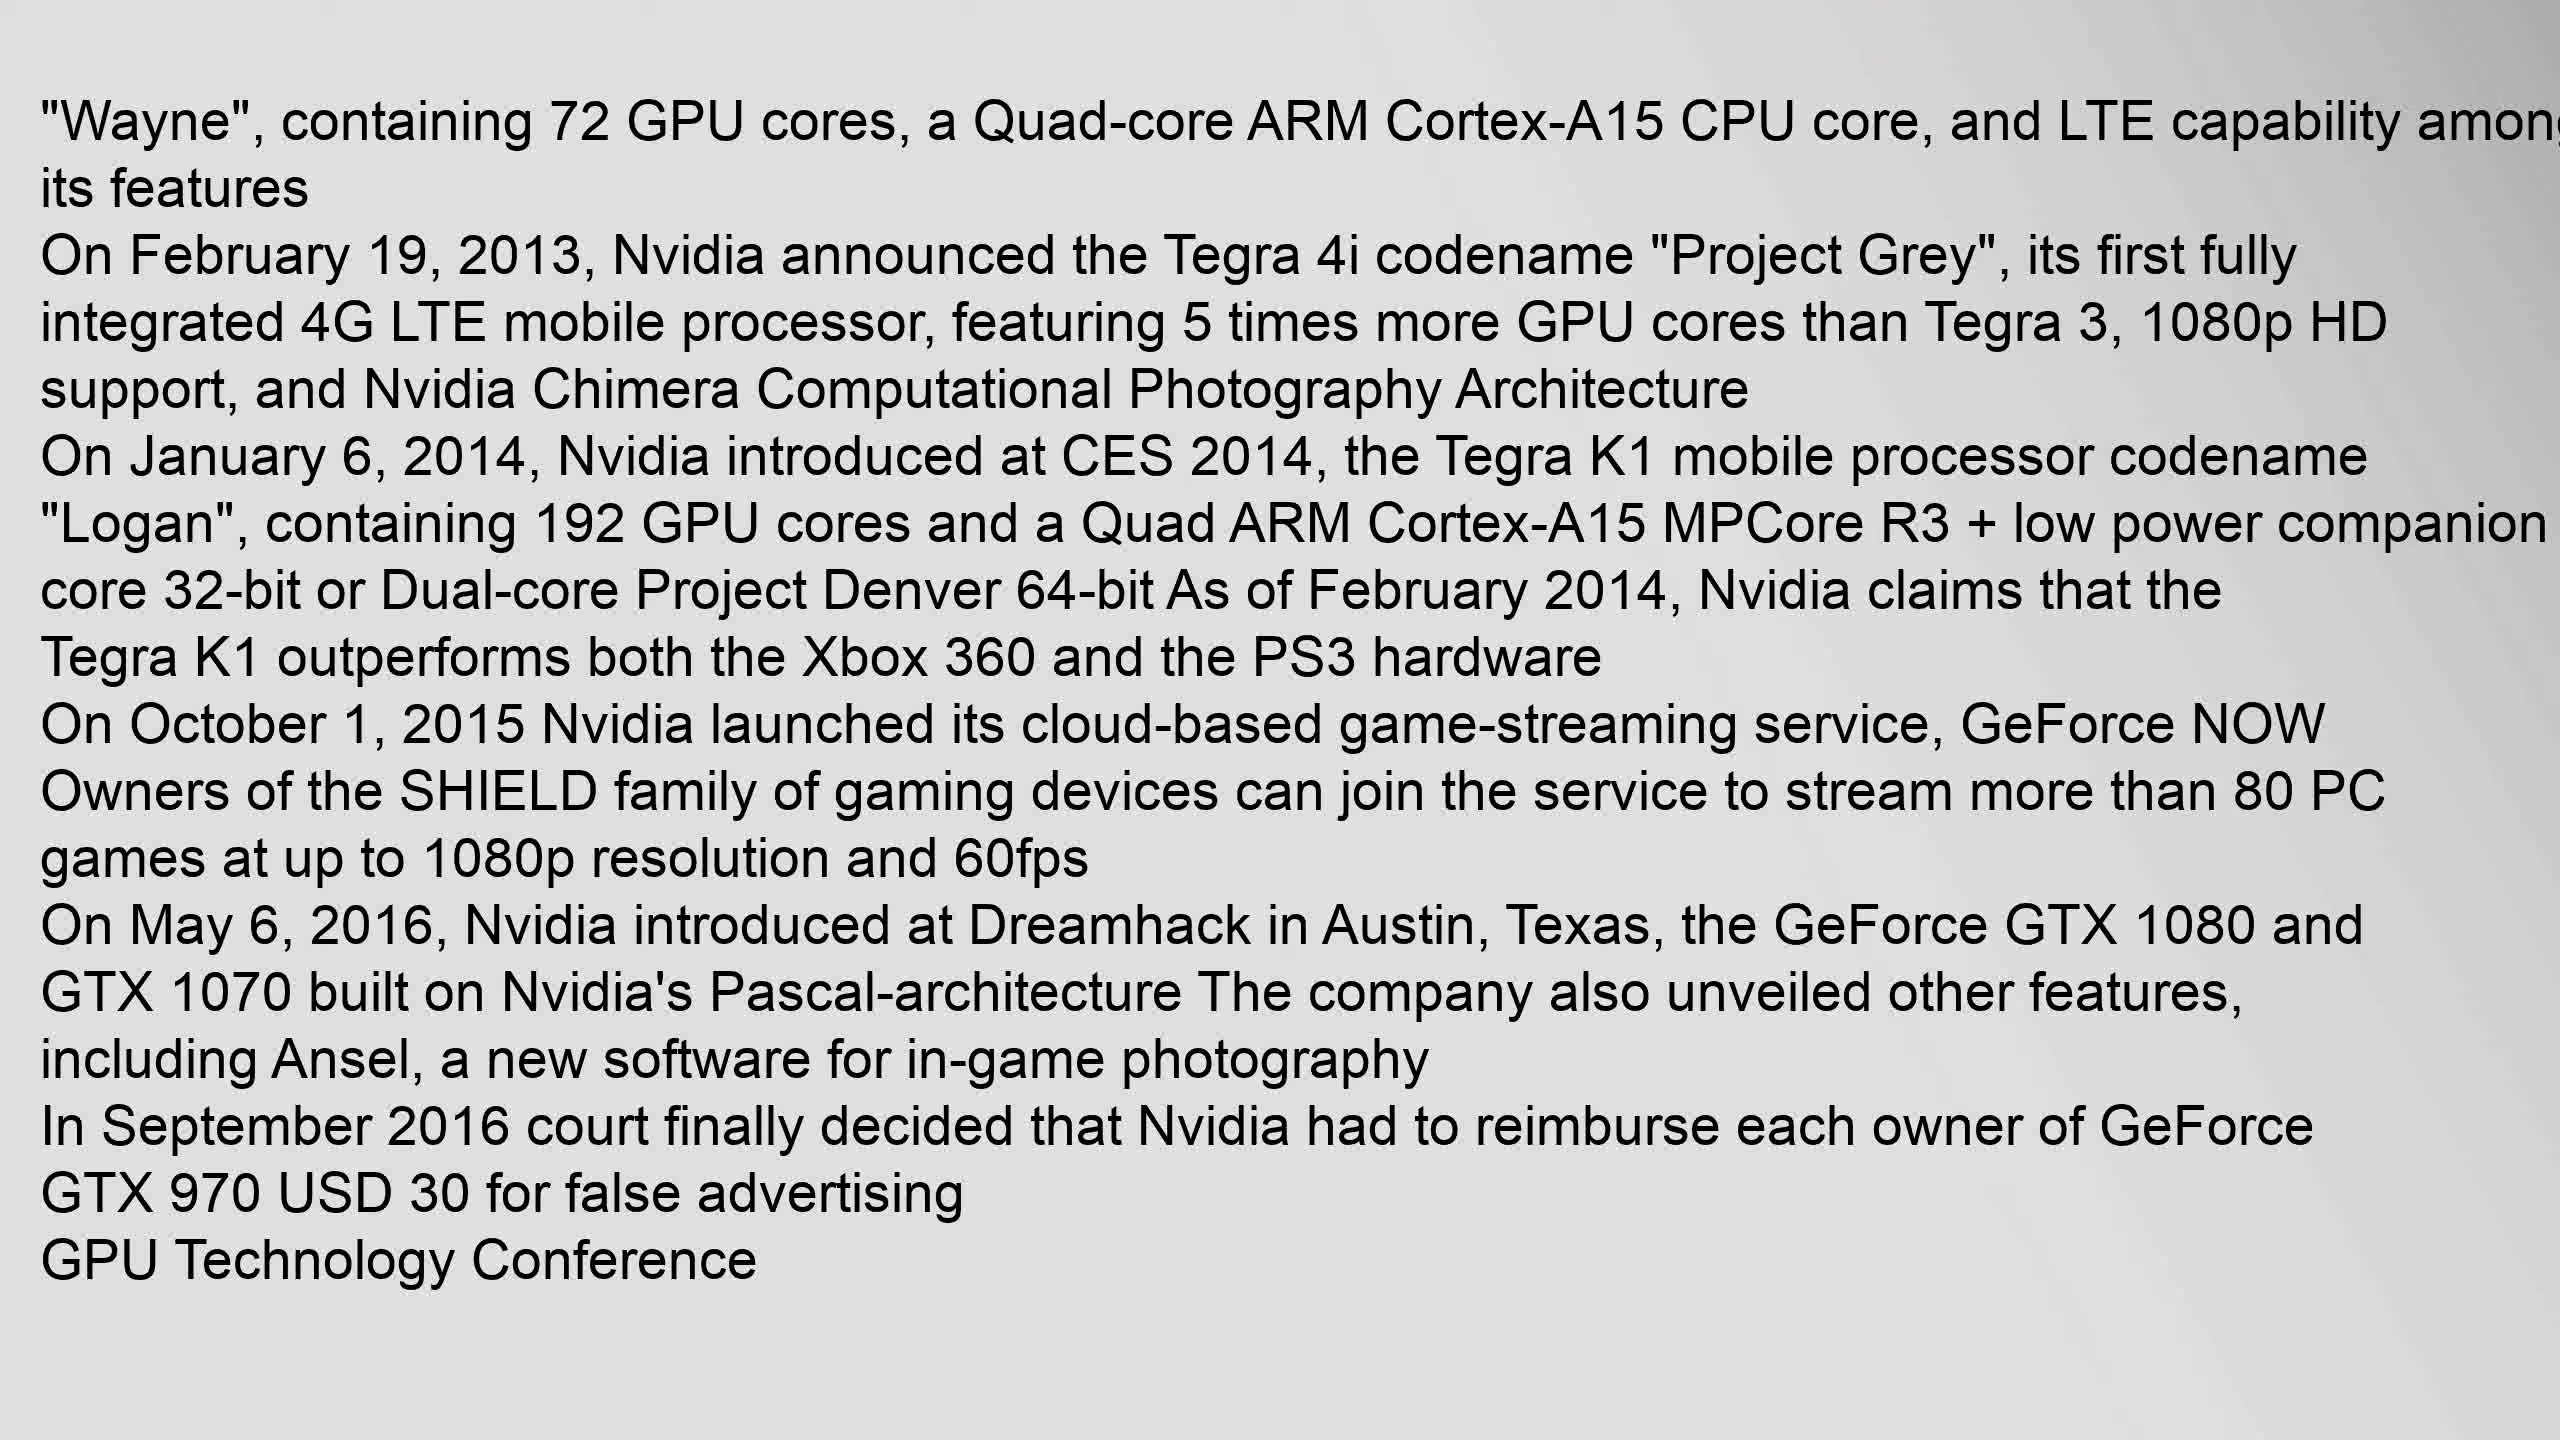 "Wayne", containing 72 GPU cores, a Quad-core ARM Cortex-A15 CPU core, and LTE capability among
its features
On February 19, 2013, Nvidia announced the Tegra 4i codename "Project Grey", its first fully
integrated 4G LTE mobile processor, featuring 5 times more GPU cores than Tegra 3, 1080p HD
support, and Nvidia Chimera Computational Photography Architecture
On January 6, 2014, Nvidia introduced at CES 2014, the Tegra K1 mobile processor codename
"Logan", containing 192 GPU cores and a Quad ARM Cortex-A15 MPCore R3 + low power companion
core 32-bit or Dual-core Project Denver 64-bit As of February 2014, Nvidia claims that the
Tegra K1 outperforms both the Xbox 360 and the PS3 hardware
On October 1, 2015 Nvidia launched its cloud-based game-streaming service, GeForce NOW
Owners of the SHIELD family of gaming devices can join the service to stream more than 80 PC
games at up to 1080p resolution and 60fps
On May 6, 2016, Nvidia introduced at Dreamhack in Austin, Texas, the GeForce GTX 1080 and
GTX 1070 built on Nvidia's Pascal-architecture The company also unveiled other features,
including Ansel, a new software for in-game photography
In September 2016 court finally decided that Nvidia had to reimburse each owner of GeForce
GTX 970 USD 30 for false advertising
GPU Technology Conference